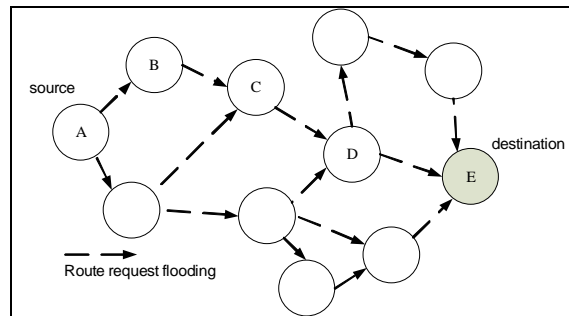 B
source
C
A
D
destination
E
Route request flooding